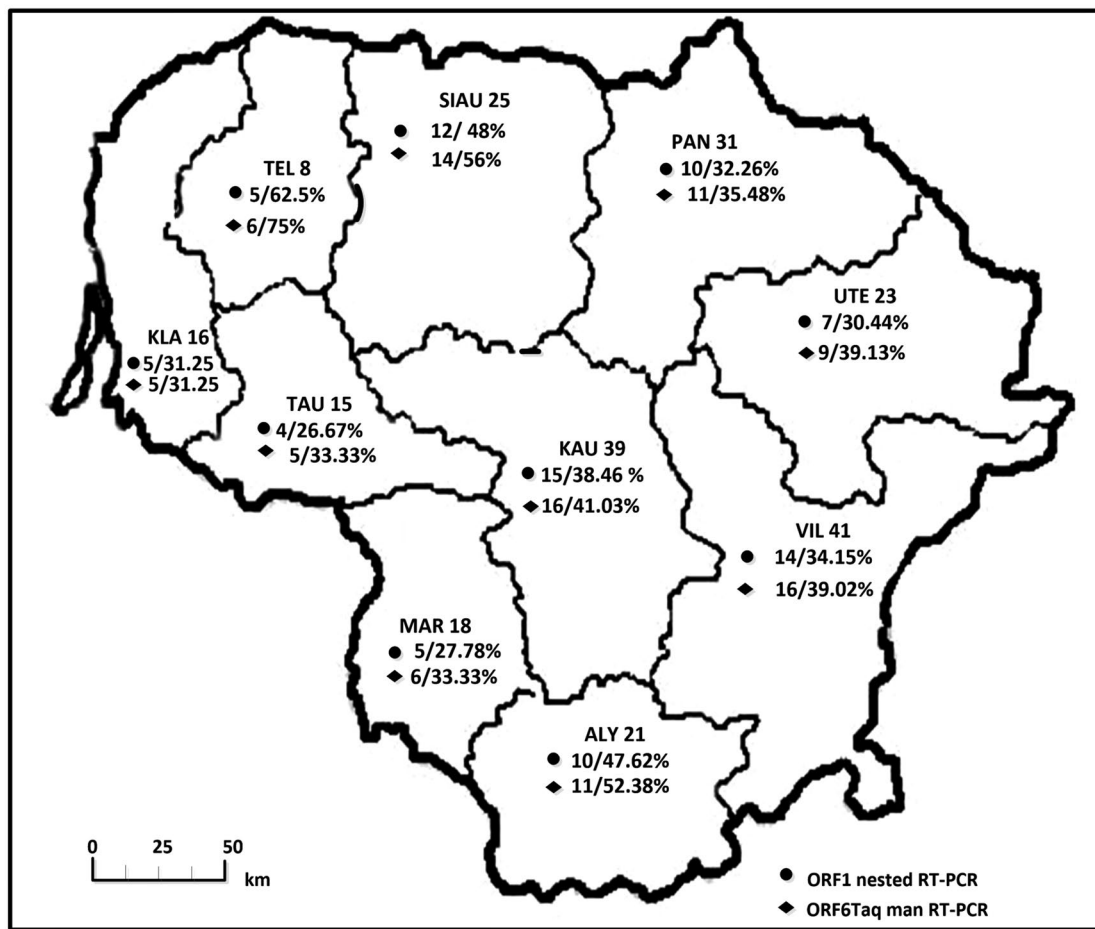 SIAU 25
12/ 48%
14/56%
PAN 31
10/32.26%
11/35.48%
TEL 8
5/62.5%
6/75%
UTE 23
7/30.44%
9/39.13%
KLA 16
5/31.25
5/31.25
TAU 15
4/26.67%
5/33.33%
KAU 39
15/38.46 %
16/41.03%
VIL 41
14/34.15%
16/39.02%
MAR 18
5/27.78%
6/33.33%
ALY 21
10/47.62%
11/52.38%
0 25 50
km
ORF1 nested RT-PCR
ORF6Taq man RT-PCR